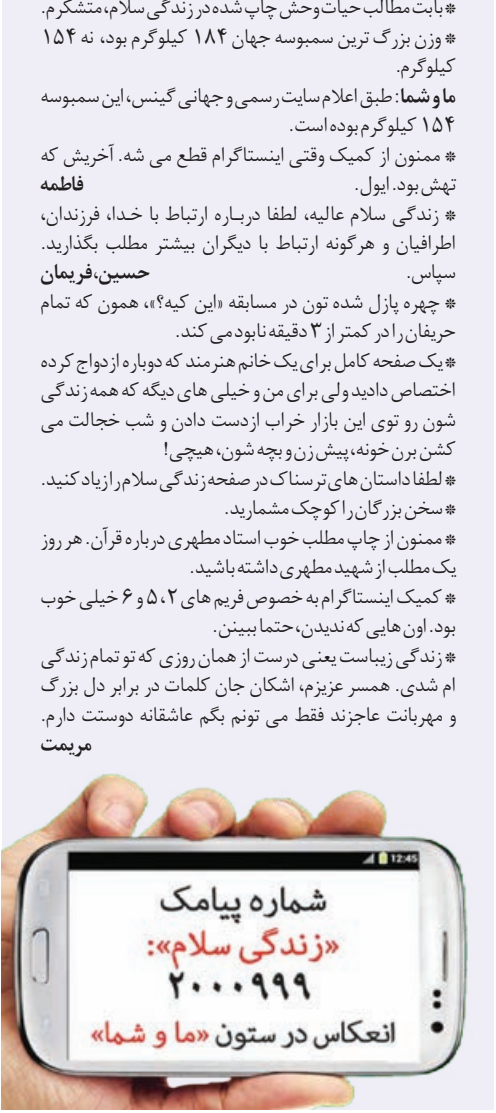 * بابت مطالب حیات وحش چاپ شده در زندگی سلام، متشکرم.
* وزن بزرگ ترین سمبوسه جهان ۱۸۴ کیلوگرم بود، نه ۱۵۴
کیلوگرم.
ما و شما: طبق اعلام سایت رسمی و جهانی گینس، این سمبوسه
۱۵۴ کیلوگرم بوده است.
* ممنون از کمیک وقتی اینستاگرام قطع می شه. آخریش که
تهش بود. ایول. فاطمه
* زندگی سلام عالیه، لطفا درباره ارتباط با خدا، فرزندان،
اطرافیان و هرگونه ارتباط با دیگران بیشتر مطلب بگذارید.
سپاس. حسین، فریمان
* چهره پازل شده تون در مسابقه «این کیه؟»، همون که تمام
حریفان را در کمتر از ۳ دقیقه نابود می کند.
* یک صفحه کامل برای یک خانم هنرمند که دوباره ازدواج کرده
اختصاص دادید ولی برای من و خیلی های دیگه که همه زندگی
شون رو توی این بازار خراب ازدست دادن و شب خجالت می
کشن برن خونه، پیش زن و بچه شون، هیچی!
* لطفا داستان های ترسناک در صفحه زندگی سلام را زیاد کنید.
* سخن بزرگان را کوچک مشمارید.
* ممنون از چاپ مطلب خوب استاد مطهری درباره قرآن. هر روز
یک مطلب از شهید مطهری داشته باشید.
* کمیک اینستاگرام به خصوص فریم های ۲، ۵ و ۶ خیلی خوب
بود. اون هایی که ندیدن، حتما ببینن.
* زندگی زیباست یعنی درست از همان روزی که تو تمام زندگی
ام شدی. همسر عزیزم، اشکان جان کلمات در برابر دل بزرگ
و مهربانت عاجزند فقط می تونم بگم عاشقانه دوستت دارم.
مریمت
12:45
شماره پیامک
«زندگی سلام»:
۲۰۰۰۹۹۹
انعکاس در ستون «ما و شما»